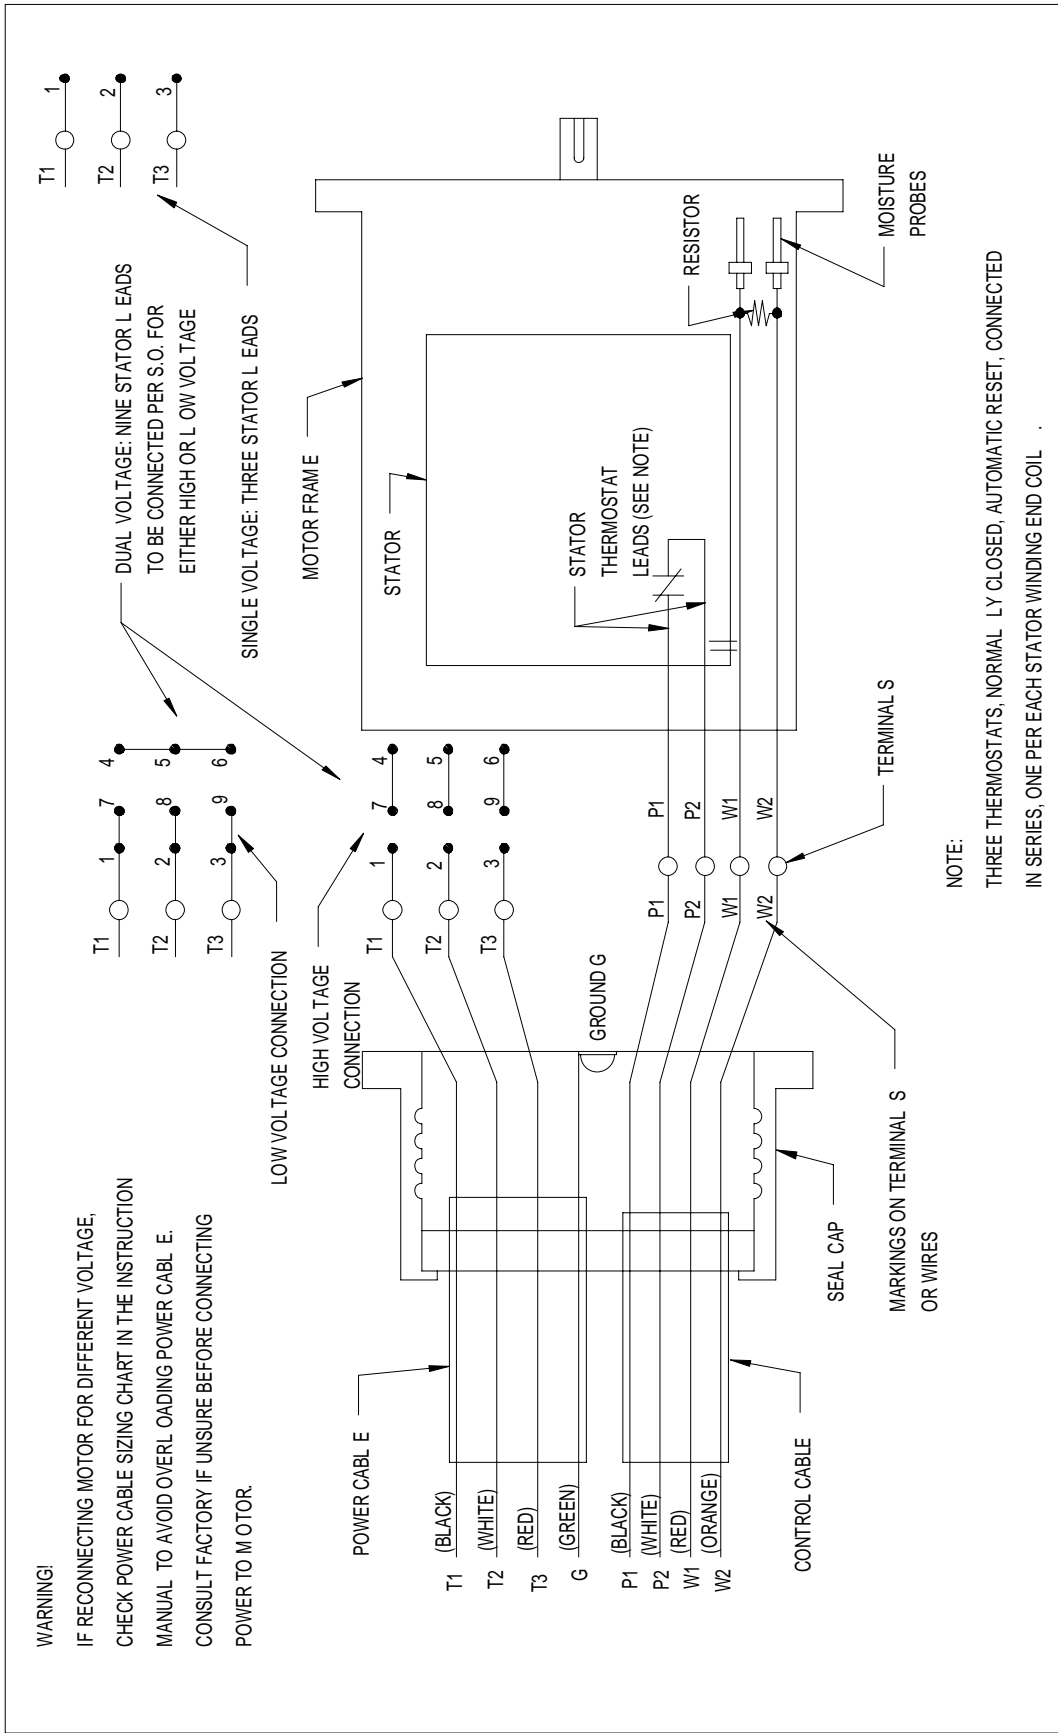 WARNING!
IF RECONNECTING MOTOR FOR DIFFERENT VOLTAGE,
CHECK POWER CABLE SIZING CHART IN THE INSTRUCTION
MANUAL TO AVOID OVERL OADING POWER CABL E.
CONSULT FACTORY IF UNSURE BEFORE CONNECTING
POWER TO M OTOR.
T1 1 7 4
T2 2 8 5
T3 3 9 6
LOW VOLTAGE CONNECTION
DUAL VOLTAGE: NINE STATOR L EADS
TO BE CONNECTED PER S.O. FOR
EITHER HIGH OR L OW VOLTAGE
T1 1
T2 2
T3 3
SINGLE VOLTAGE: THREE STATOR L EADS
HIGH VOL TAGE
CONNECTION
T1 1 7 4
T2 2 8 5
T3 3 9 6
MOTOR FRAM E
STATOR
POWER CABL E
T1 (BLACK)
T2 (WHITE)
T3 (RED)
G (GREEN)
GROUND G
STATOR
THERMOSTAT
LEADS (SEE NOTE)
P1 (BLACK)
P2 (WHITE)
W1 (RED)
W2 (ORANGE)
P1 P1
P2 P2
W1 W1
W2 W2
RESISTOR
MOISTURE
PROBES
CONTROL CABLE
SEAL CAP
MARKINGS ON TERMINAL S
OR WIRES
TERMINAL S
NOTE:
THREE THERMOSTATS, NORMAL LY CLOSED, AUTOMATIC RESET, CONNECTED
IN SERIES, ONE PER EACH STATOR WINDING END COIL .